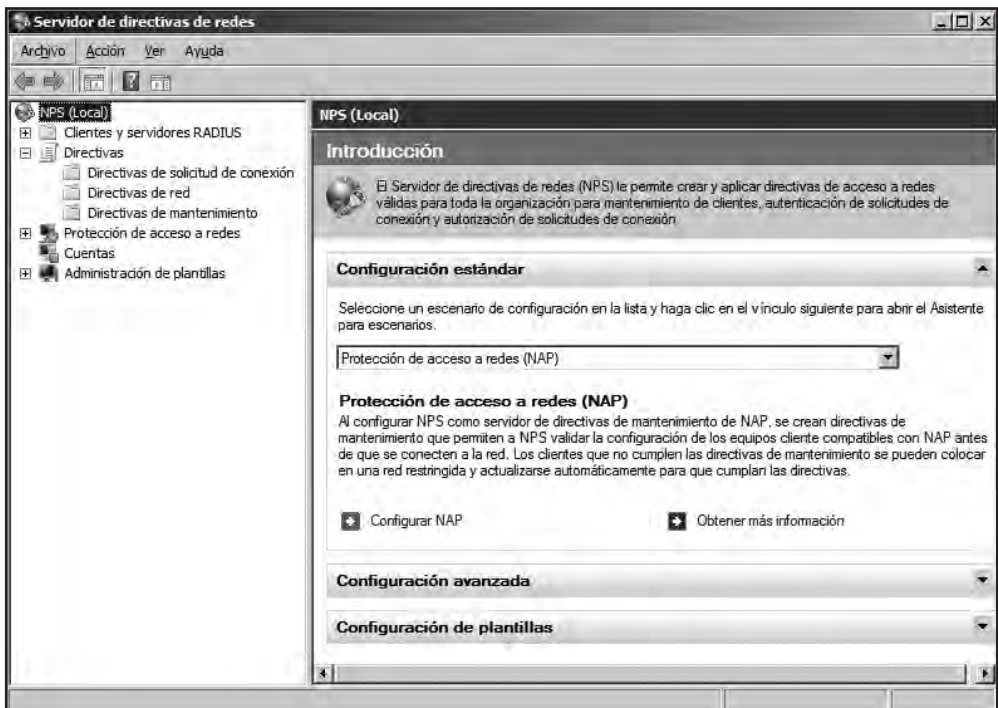 Servidor de directivas de redes
Archivo Acción Ver Ayuda
NPS (Local)
Clientes y servidores RADIUS
Directivas
Directivas de solicitud de conexión
Directivas de red
Directivas de mantenimiento
Protección de acceso a redes
Cuentas
Administración de plantillas
NPS (Local)
Introducción
El Servidor de directivas de redes (NPS) le permite crear y aplicar directivas de acceso a redes
válidas para toda la organización para mantenimiento de clientes, autenticación de solicitudes de
conexión y autorización de solicitudes de conexión.
Configuración estándar
Seleccione un escenario de configuración en la lista y haga clic en el vínculo siguiente para abrir el Asistente
para escenarios.
Protección de acceso a redes (NAP)
Protección de acceso a redes (NAP)
Al configurar NPS como servidor de directivas de mantenimiento de NAP, se crean directivas de
mantenimiento que permiten a NPS validar la configuración de los equipos cliente compatibles con NAP antes
de que se conecten a la red. Los clientes que no cumplen las directivas de mantenimiento se pueden colocar
en una red restringida y actualizarse automáticamente para que cumplan las directivas.
Configurar NAP
Obtener más información
Configuración avanzada
Configuración de plantillas